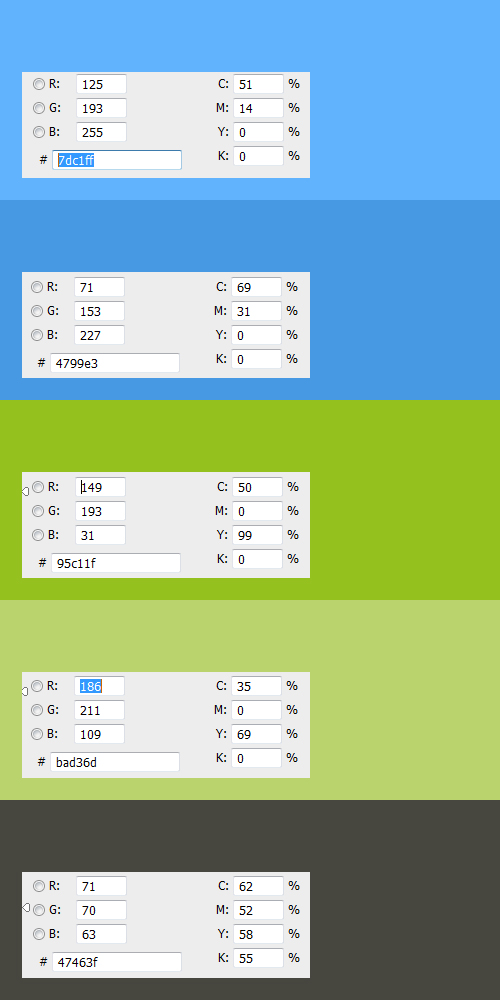 R: 125 C: 51 %
G: 193 M: 14 %
B: 255 Y: 0 %
K: 0 %
# 7dc1ff
R: 71 C: 69 %
G: 153 M: 31 %
B: 227 Y: 0 %
K: 0 %
# 4799e3
R: 149 C: 50 %
G: 193 M: 0 %
B: 31 Y: 99 %
K: 0 %
# 95c11f
R: 186 C: 35 %
G: 211 M: 0 %
B: 109 Y: 69 %
K: 0 %
# bad36d
R: 71 C: 62 %
G: 70 M: 52 %
B: 63 Y: 58 %
K: 55 %
# 47463f